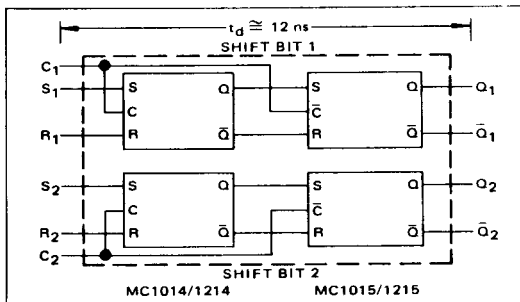 t_d ≅ 12 ns
SHIFT BIT 1
C₁
S₁ S Q S Q Q₁
C C̅
R₁ R Q̅ R Q̅ Q̅₁
S₂ S Q S Q Q₂
C C̅
R₂ R Q̅ R Q̅ Q̅₂
C₂
SHIFT BIT 2
MC1014/1214 MC1015/1215